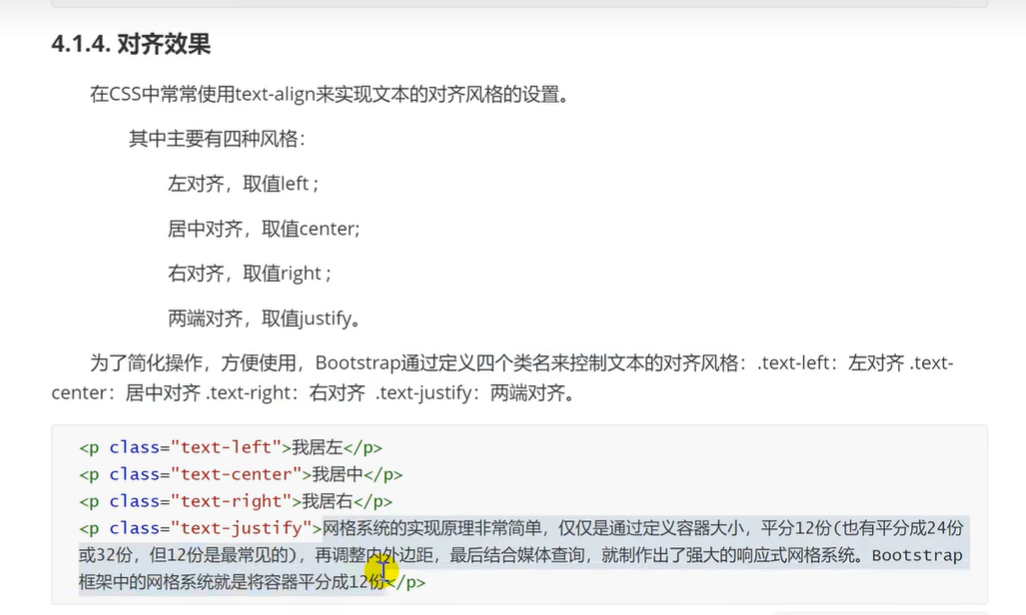 4.1.4. 对齐效果
在CSS中常常使用text-align来实现文本的对齐风格的设置。
其中主要有四种风格：
左对齐，取值left ;
居中对齐，取值center;
右对齐，取值right ;
两端对齐，取值justify。
为了简化操作，方便使用，Bootstrap通过定义四个类名来控制文本的对齐风格：.text-left：左对齐 .text-
center：居中对齐 .text-right：右对齐 .text-justify：两端对齐。
<p class="text-left">我居左</p>
<p class="text-center">我居中</p>
<p class="text-right">我居右</p>
<p class="text-justify">网格系统的实现原理非常简单，仅仅是通过定义容器大小，平分12份(也有平分成24份
或32份，但12份是最常见的)，再调整内外边距，最后结合媒体查询，就制作出了强大的响应式网格系统。Bootstrap
框架中的网格系统就是将容器平分成12份</p>